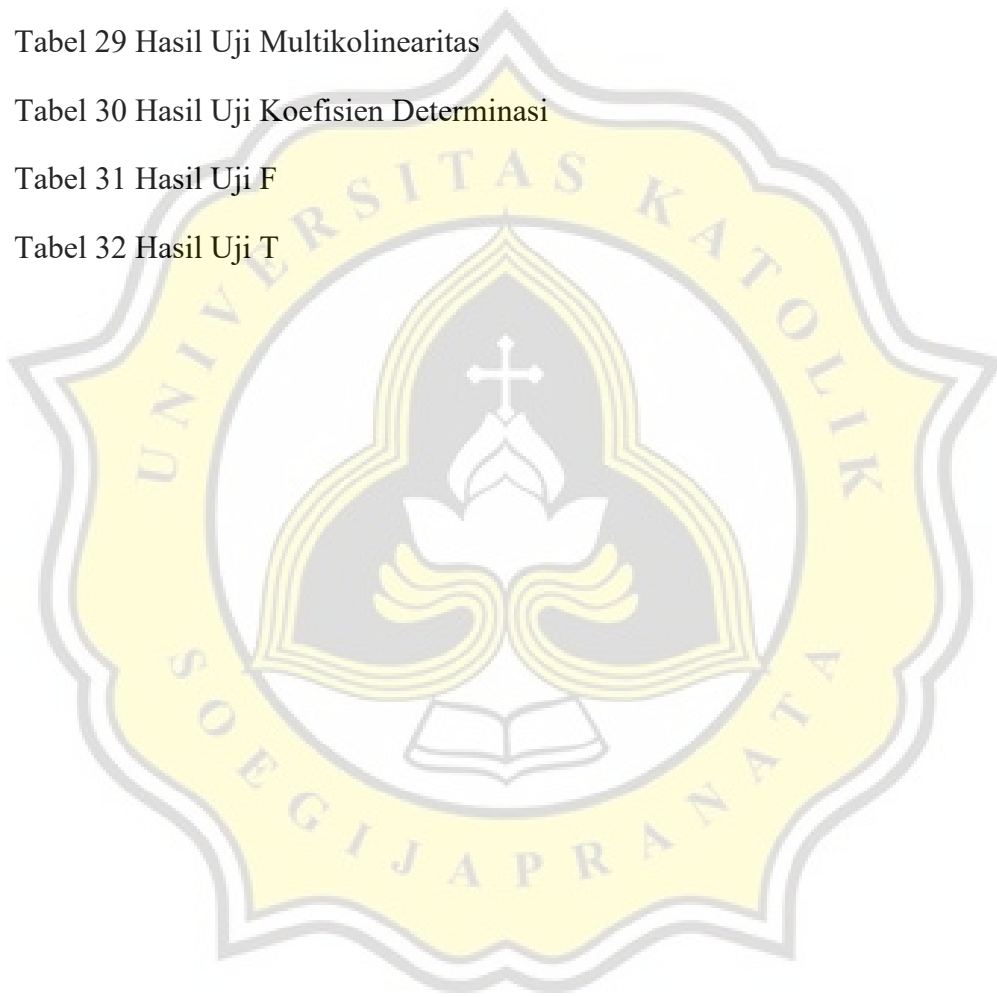 Tabel 29 Hasil Uji Multikolinearitas
Tabel 30 Hasil Uji Koefisien Determinasi
Tabel 31 Hasil Uji F
Tabel 32 Hasil Uji T
UNIVERSITAS KATOLIK
SOEGIJAPRANATA